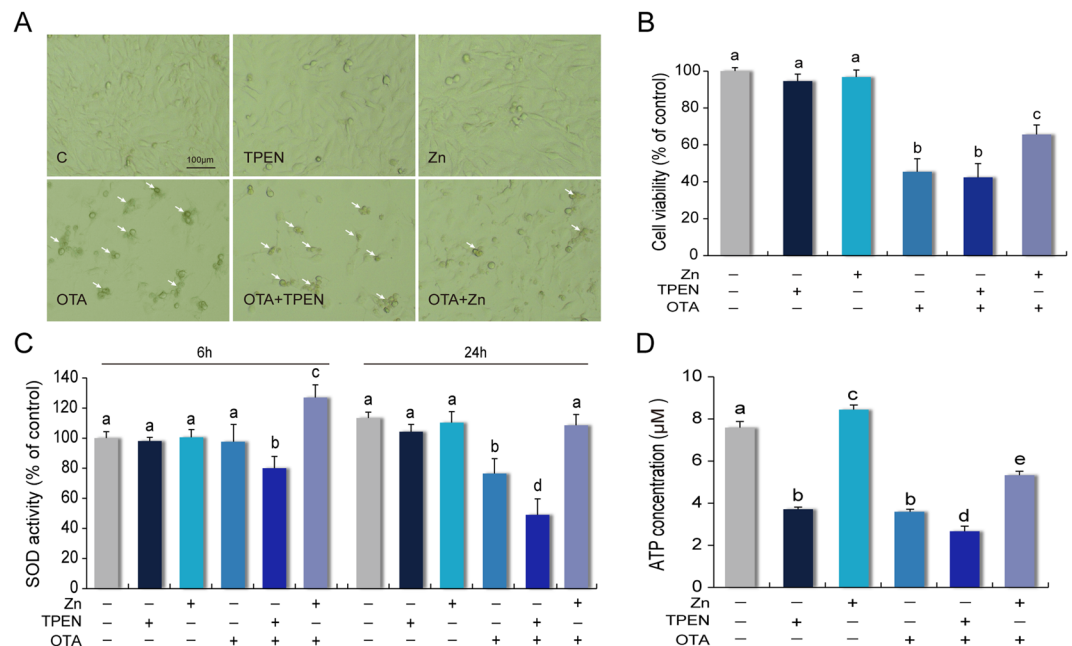 A
C
100μm
TPEN
Zn
OTA
OTA+TPEN
OTA+Zn
B
Cell viability (% of control)
100
80
60
40
20
0
a
a
a
b
b
c
Zn – – + – – +
TPEN – + – – + –
OTA – – – + + +
C
6h
24h
SOD activity (% of control)
140
120
100
80
60
40
20
0
a a a a b c a a a b d a
Zn – – + – – + – – + – – +
TPEN – + – – + – – + – – + –
OTA – – – + + + – – – + + +
D
ATP concentration (μM )
8
6
4
2
0
a
b
c
b
d
e
Zn – – + – – +
TPEN – + – – + –
OTA – – – + + +